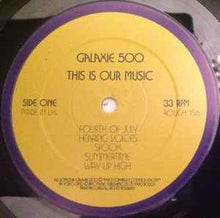 GALAXIE 500
THIS IS OUR MUSIC
SIDE ONE
33 RPM
MADE IN U.K.
ROUGH 156
FOURTH OF JULY
HEARING VOICES
SPOOK
SUMMERTIME
WAY UP HIGH